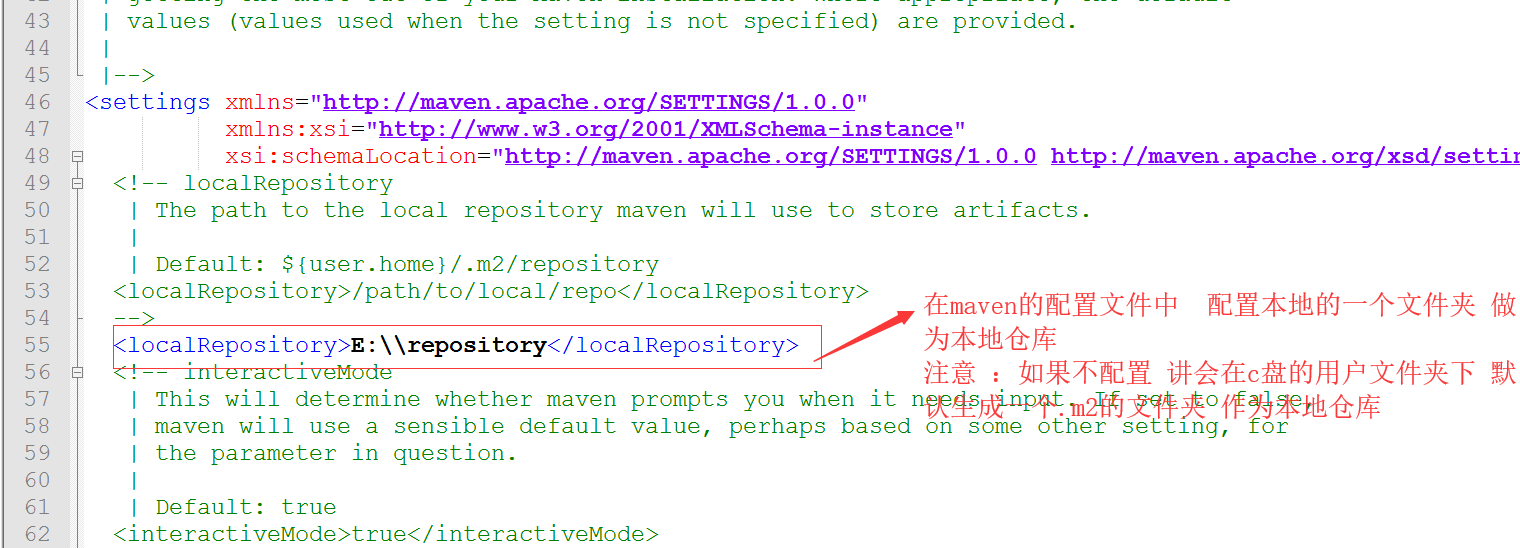 43 | values (values used when the setting is not specified) are provided.
44 |
45 |-->
46 <settings xmlns="http://maven.apache.org/SETTINGS/1.0.0"
47 xmlns:xsi="http://www.w3.org/2001/XMLSchema-instance"
48 xsi:schemaLocation="http://maven.apache.org/SETTINGS/1.0.0 http://maven.apache.org/xsd/settin
49 <!-- localRepository
50 | The path to the local repository maven will use to store artifacts.
51 |
52 | Default: ${user.home}/.m2/repository
53 <localRepository>/path/to/local/repo</localRepository>
54 -->
55 <localRepository>E:\\repository</localRepository>
56 <!-- interactiveMode
57 | This will determine whether maven prompts you when it needs input. If set to false,
58 | maven will use a sensible default value, perhaps based on some other setting, for
59 | the parameter in question.
60 |
61 | Default: true
62 <interactiveMode>true</interactiveMode>
在maven的配置文件中 配置本地的一个文件夹 做
为本地仓库
注意 ：如果不配置 讲会在c盘的用户文件夹下 默
认生成一个.m2的文件夹 作为本地仓库